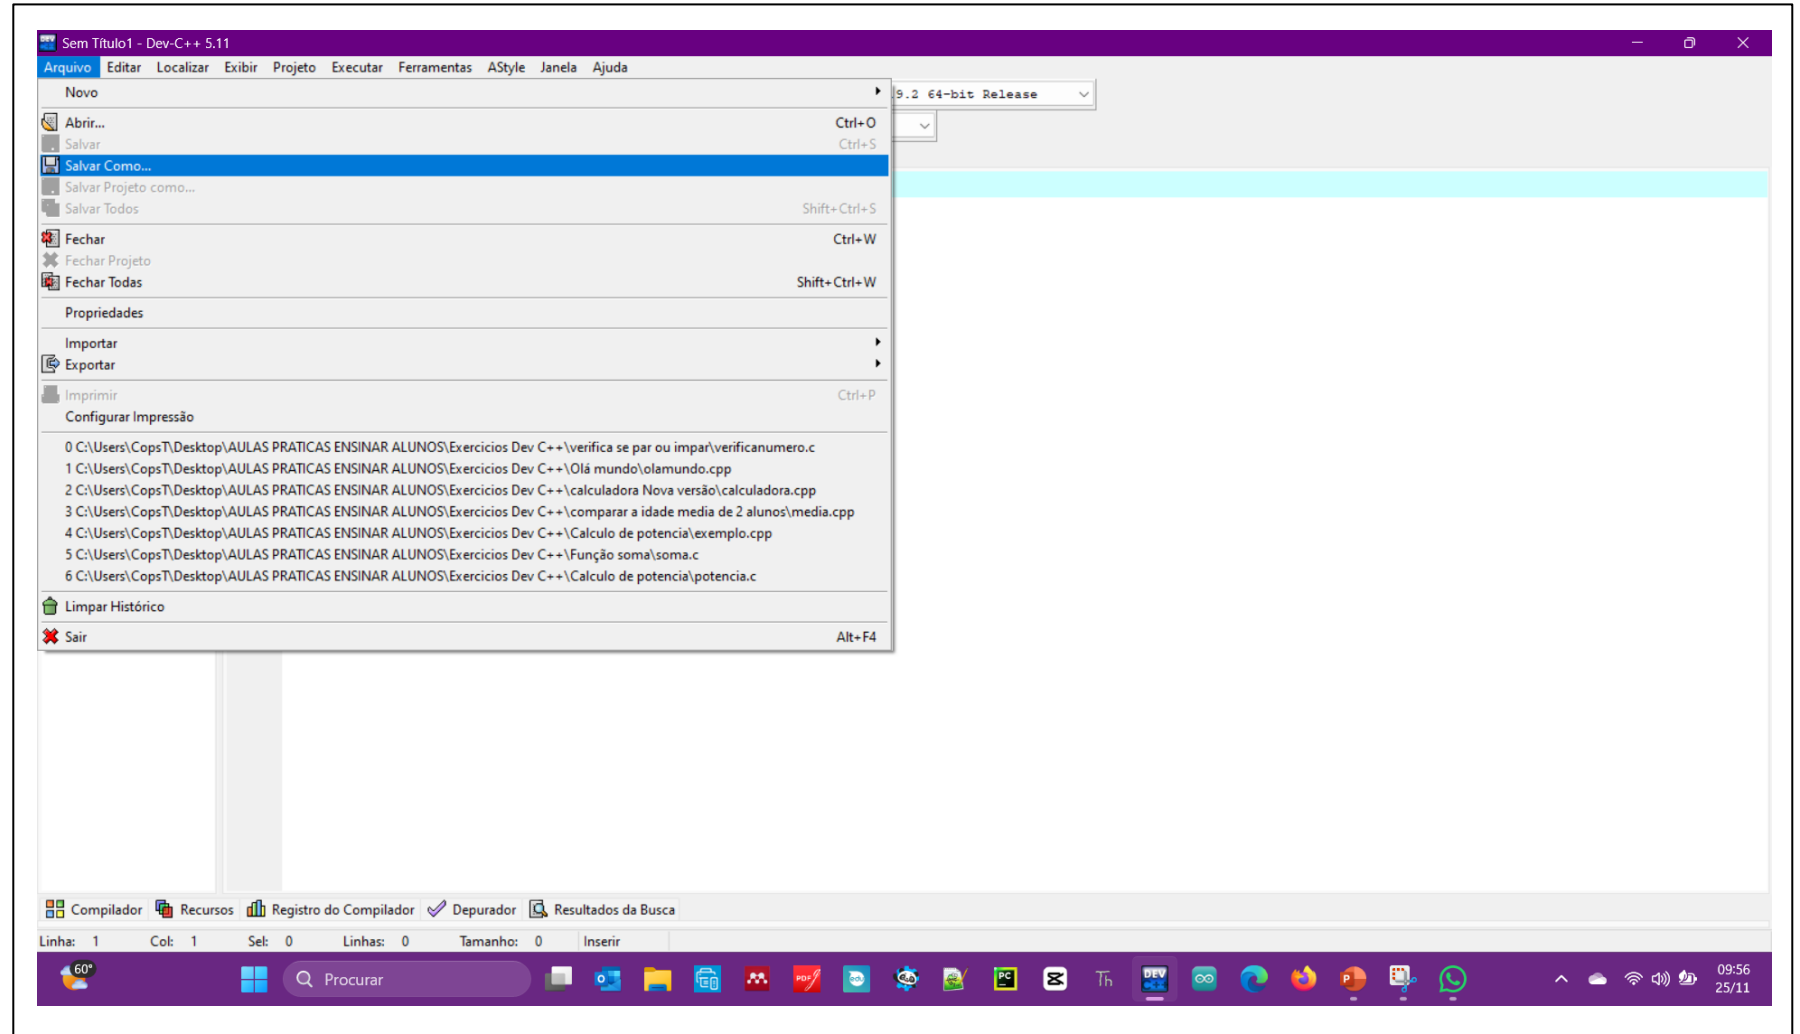 Sem Título1 - Dev-C++ 5.11
Arquivo Editar Localizar Exibir Projeto Executar Ferramentas AStyle Janela Ajuda
Novo
.9.2 64-bit Release
Abrir... Ctrl+O
Salvar Ctrl+S
Salvar Como...
Salvar Projeto como...
Salvar Todos Shift+Ctrl+S
Fechar Ctrl+W
Fechar Projeto
Fechar Todas Shift+Ctrl+W
Propriedades
Importar
Exportar
Imprimir Ctrl+P
Configurar Impressão
0 C:\Users\CopsT\Desktop\AULAS PRATICAS ENSINAR ALUNOS\Exercicios Dev C++\verifica se par ou impar\verificanumero.c
1 C:\Users\CopsT\Desktop\AULAS PRATICAS ENSINAR ALUNOS\Exercicios Dev C++\Olá mundo\olamundo.cpp
2 C:\Users\CopsT\Desktop\AULAS PRATICAS ENSINAR ALUNOS\Exercicios Dev C++\calculadora Nova versão\calculadora.cpp
3 C:\Users\CopsT\Desktop\AULAS PRATICAS ENSINAR ALUNOS\Exercicios Dev C++\comparar a idade media de 2 alunos\media.cpp
4 C:\Users\CopsT\Desktop\AULAS PRATICAS ENSINAR ALUNOS\Exercicios Dev C++\Calculo de potencia\exemplo.cpp
5 C:\Users\CopsT\Desktop\AULAS PRATICAS ENSINAR ALUNOS\Exercicios Dev C++\Função soma\soma.c
6 C:\Users\CopsT\Desktop\AULAS PRATICAS ENSINAR ALUNOS\Exercicios Dev C++\Calculo de potencia\potencia.c
Limpar Histórico
Sair Alt+F4
Compilador Recursos Registro do Compilador Depurador Resultados da Busca
Linha: 1 Col: 1 Sel: 0 Linhas: 0 Tamanho: 0 Inserir
60°
Procurar
PDF
PC
Th
DEV
C++
09:56
25/11